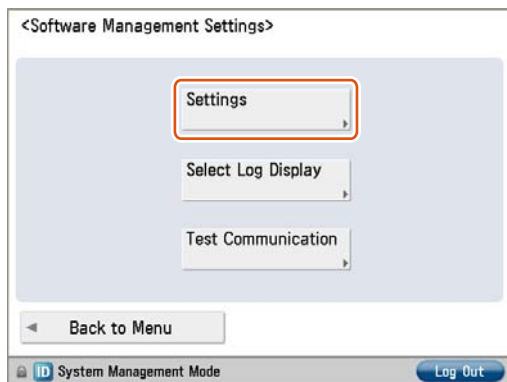 <Software Management Settings>
Settings
Select Log Display
Test Communication
Back to Menu
ID System Management Mode Log Out